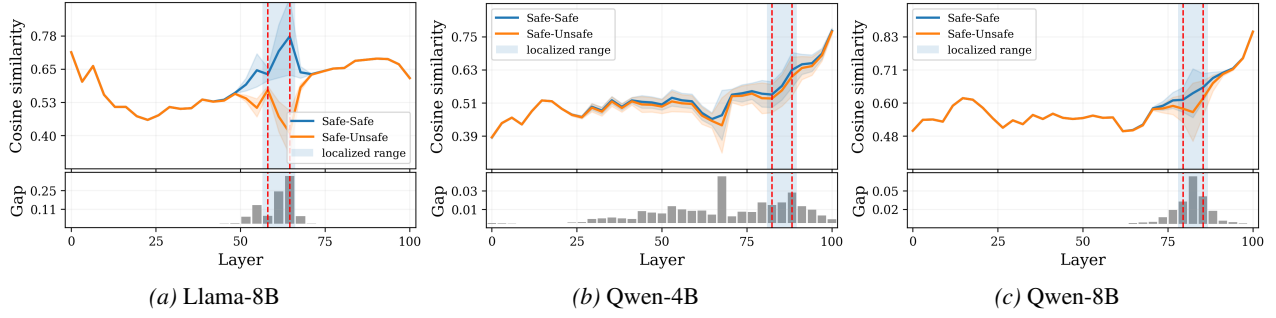 Cosine similarity
0.78
0.65
0.53
0.40
Safe-Safe
Safe-Unsafe
localized range
Gap
0.25
0.11
0
25
50
75
100
Layer
(a) Llama-8B
Cosine similarity
0.75
0.63
0.51
0.39
Safe-Safe
Safe-Unsafe
localized range
Gap
0.03
0.01
0
25
50
75
100
Layer
(b) Qwen-4B
Cosine similarity
0.83
0.71
0.60
0.48
Safe-Safe
Safe-Unsafe
localized range
Gap
0.05
0.02
0
25
50
75
100
Layer
(c) Qwen-8B